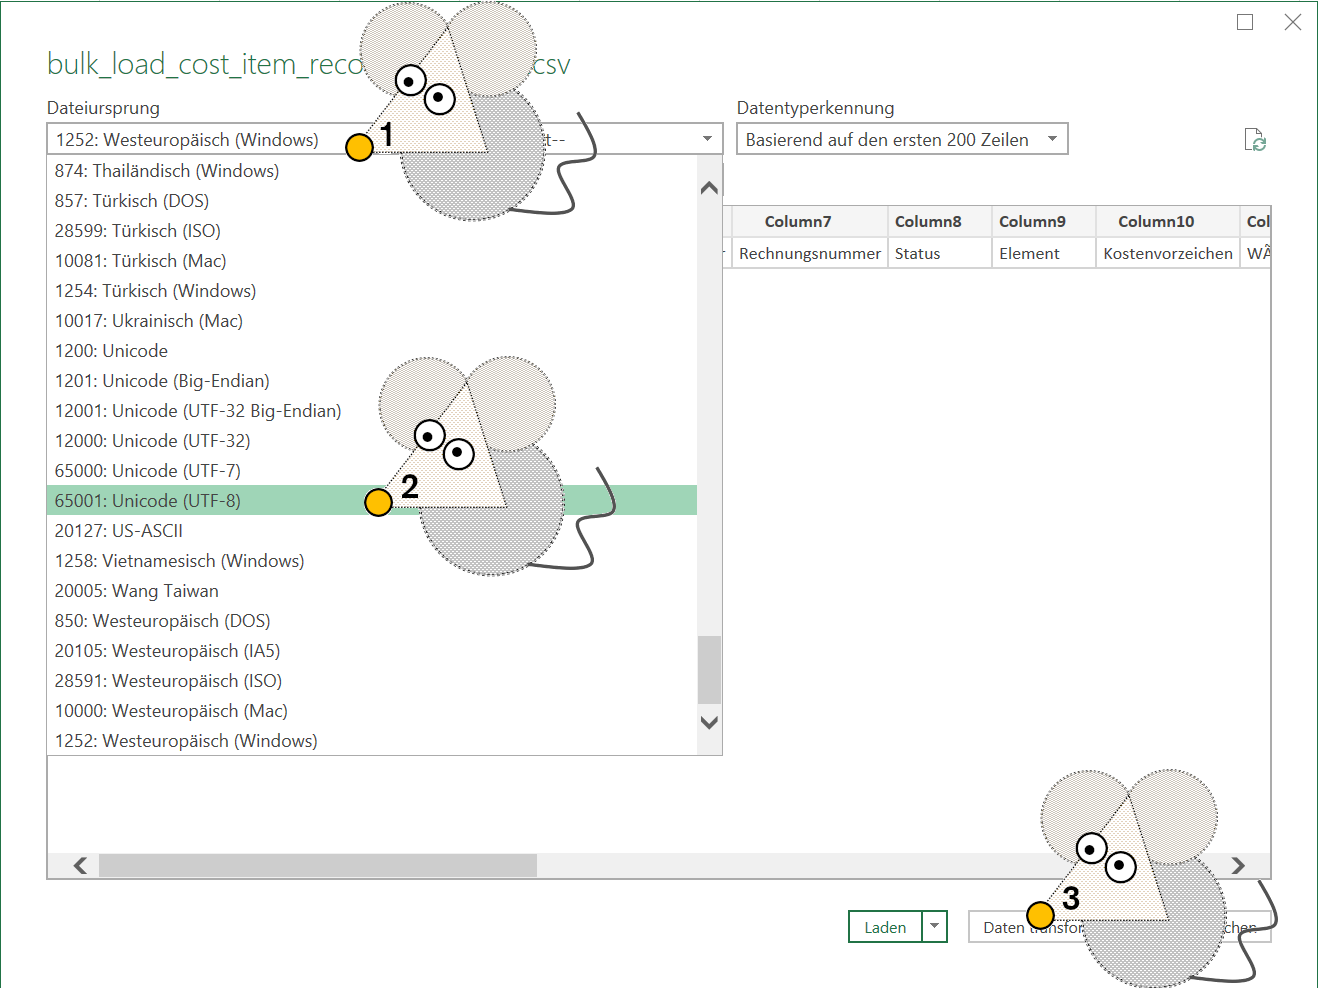 bulk_load_cost_item_reco csv
Dateiursprung
Datentyperkennung
1252: Westeuropäisch (Windows) t--
1
Basierend auf den ersten 200 Zeilen
874: Thailändisch (Windows)
857: Türkisch (DOS)
28599: Türkisch (ISO)
10081: Türkisch (Mac)
1254: Türkisch (Windows)
10017: Ukrainisch (Mac)
1200: Unicode
1201: Unicode (Big-Endian)
12001: Unicode (UTF-32 Big-Endian)
12000: Unicode (UTF-32)
65000: Unicode (UTF-7)
65001: Unicode (UTF-8)
2
20127: US-ASCII
1258: Vietnamesisch (Windows)
20005: Wang Taiwan
850: Westeuropäisch (DOS)
20105: Westeuropäisch (IA5)
28591: Westeuropäisch (ISO)
10000: Westeuropäisch (Mac)
1252: Westeuropäisch (Windows)
Column7 Column8 Column9 Column10 Col
Rechnungsnummer Status Element Kostenvorzeichen WÃ
3
Laden
Daten transfor chen